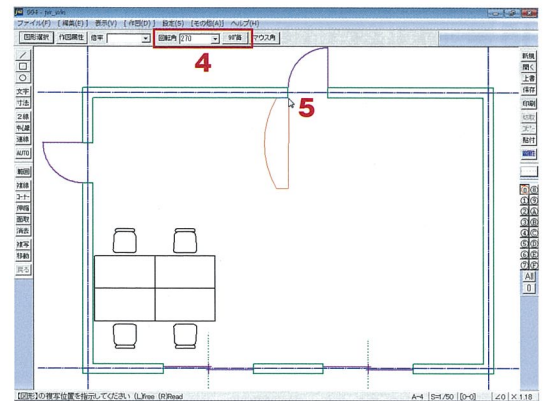 994 - jw_win
ファイル(F) [編集(E)] 表示(V) [作図(D)] 設定(S) [その他(A)] ヘルプ(H)
図形選択 作図属性 倍率 回転角 270 90°毎 マウス角
4
5
／
□
○
文字
寸法
2線
中心線
連線
AUTO
範囲
複線
コーナー
伸縮
面取
消去
複写
移動
戻る
新規
開く
上書
保存
印刷
切取
コピー
貼付
線属性
All
0
【図形】の複写位置を指示してください (L)free (R)Read
A-4 S=1/50 [0-0] ∠0 × 1.18